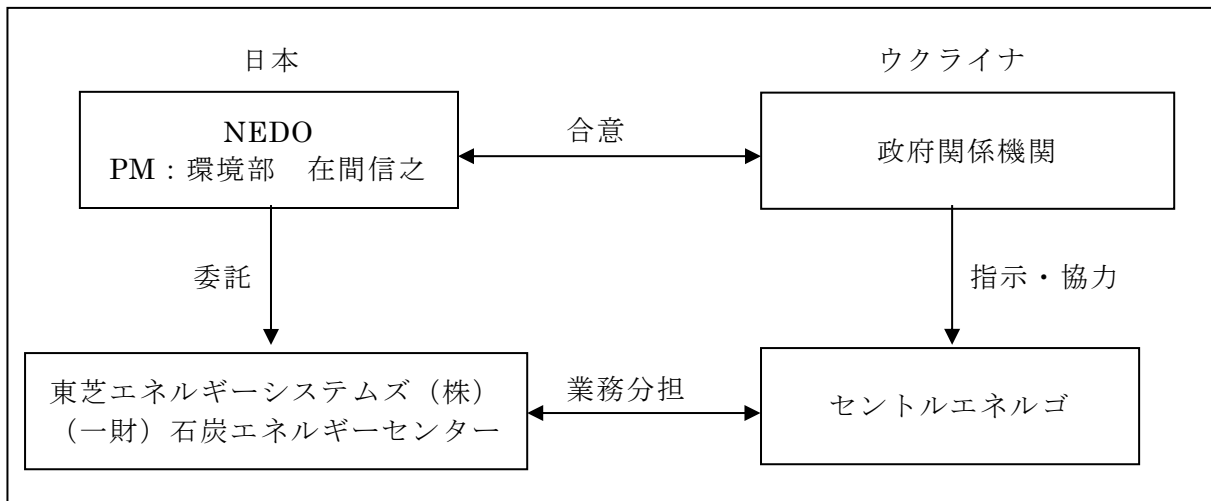 日本
ウクライナ
NEDO
PM：環境部　在間信之
合意
政府関係機関
委託
指示・協力
東芝エネルギーシステムズ（株）
（一財）石炭エネルギーセンター
業務分担
セントルエネルゴ